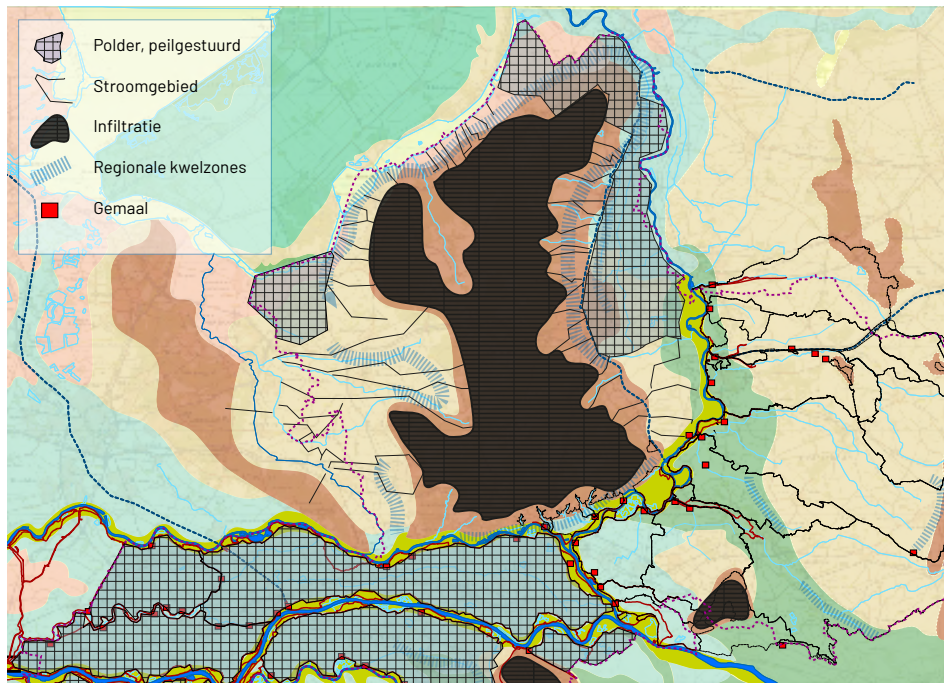 Polder, peilgestuurd
Stroomgebied
Infiltratie
Regionale kwelzones
Gemaal